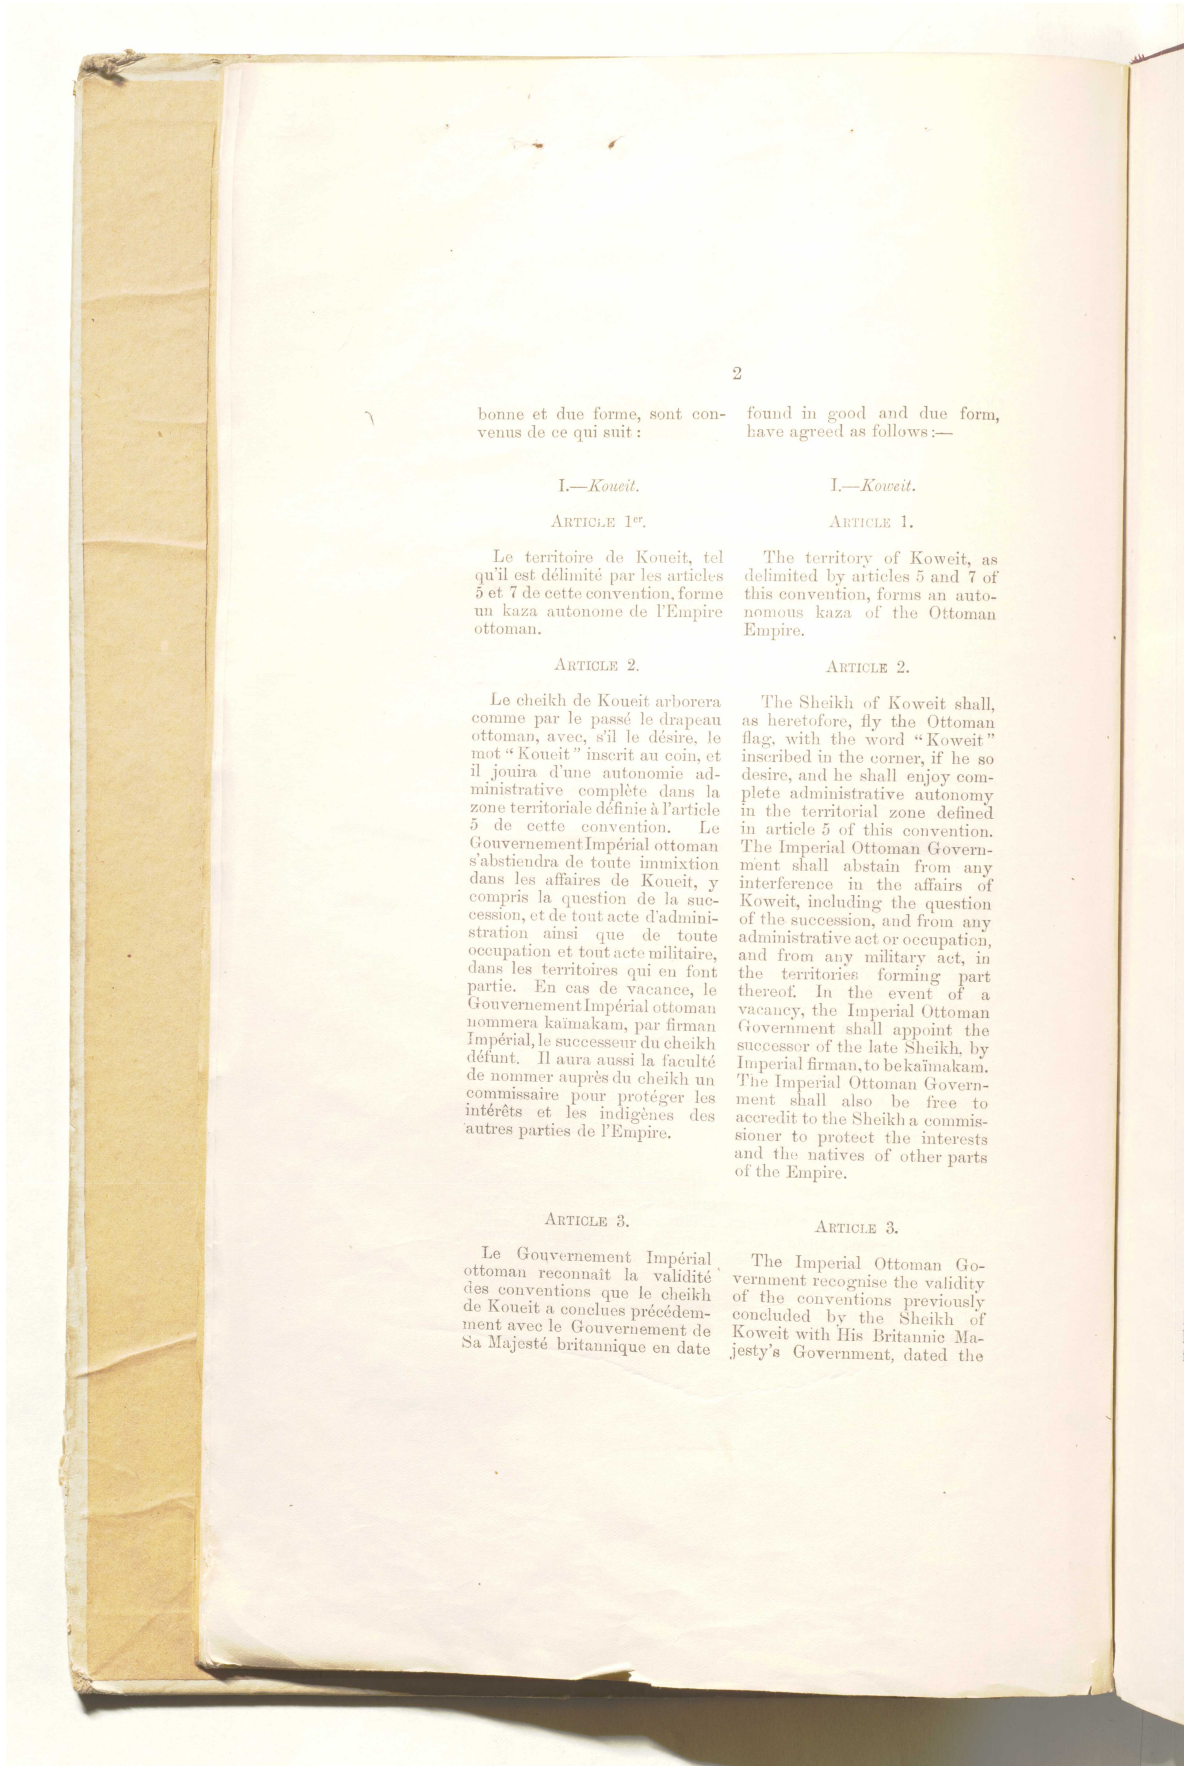 2
bonne et due forme, sont con-
venus de ce qui suit :
I.—Koueit.
ARTICLE 1er.
Le territoire de Koueit, tel
qu'il est délimité par les articles
5 et 7 de cette convention, forme
un kaza autonome de l'Empire
ottoman.
ARTICLE 2.
Le cheikh de Koueit arborera
comme par le passé le drapeau
ottoman, avec, s'il le désire, le
mot “Koueit” inscrit au coin, et
il jouira d'une autonomie ad-
ministrative complète dans la
zone territoriale définie à l'article
5 de cette convention. Le
Gouvernement Impérial ottoman
s'abstiendra de toute immixtion
dans les affaires de Koueit, y
compris la question de la suc-
cession, et de tout acte d'admini-
stration ainsi que de toute
occupation et tout acte militaire,
dans les territoires qui en font
partie. En cas de vacance, le
Gouvernement Impérial ottoman
nommera kaïmakam, par firman
Impérial, le successeur du cheikh
défunt. Il aura aussi la faculté
de nommer auprès du cheikh un
commissaire pour protéger les
intérêts et les indigènes des
autres parties de l'Empire.
ARTICLE 3.
Le Gouvernement Impérial
ottoman reconnaît la validité
des conventions que le cheikh
de Koueit a conclues précédem-
ment avec le Gouvernement de
Sa Majesté britannique en date
found in good and due form,
have agreed as follows :—
I.—Koweit.
ARTICLE 1.
The territory of Koweit, as
delimited by articles 5 and 7 of
this convention, forms an auto-
nomous kaza of the Ottoman
Empire.
ARTICLE 2.
The Sheikh of Koweit shall,
as heretofore, fly the Ottoman
flag, with the word “Koweit”
inscribed in the corner, if he so
desire, and he shall enjoy com-
plete administrative autonomy
in the territorial zone defined
in article 5 of this convention.
The Imperial Ottoman Govern-
ment shall abstain from any
interference in the affairs of
Koweit, including the question
of the succession, and from any
administrative act or occupation,
and from any military act, in
the territories forming part
thereof. In the event of a
vacancy, the Imperial Ottoman
Government shall appoint the
successor of the late Sheikh, by
Imperial firman, to be kaïmakam.
The Imperial Ottoman Govern-
ment shall also be free to
accredit to the Sheikh a commis-
sioner to protect the interests
and the natives of other parts
of the Empire.
ARTICLE 3.
The Imperial Ottoman Go-
vernment recognise the validity
of the conventions previously
concluded by the Sheikh of
Koweit with His Britannic Ma-
jesty's Government, dated the